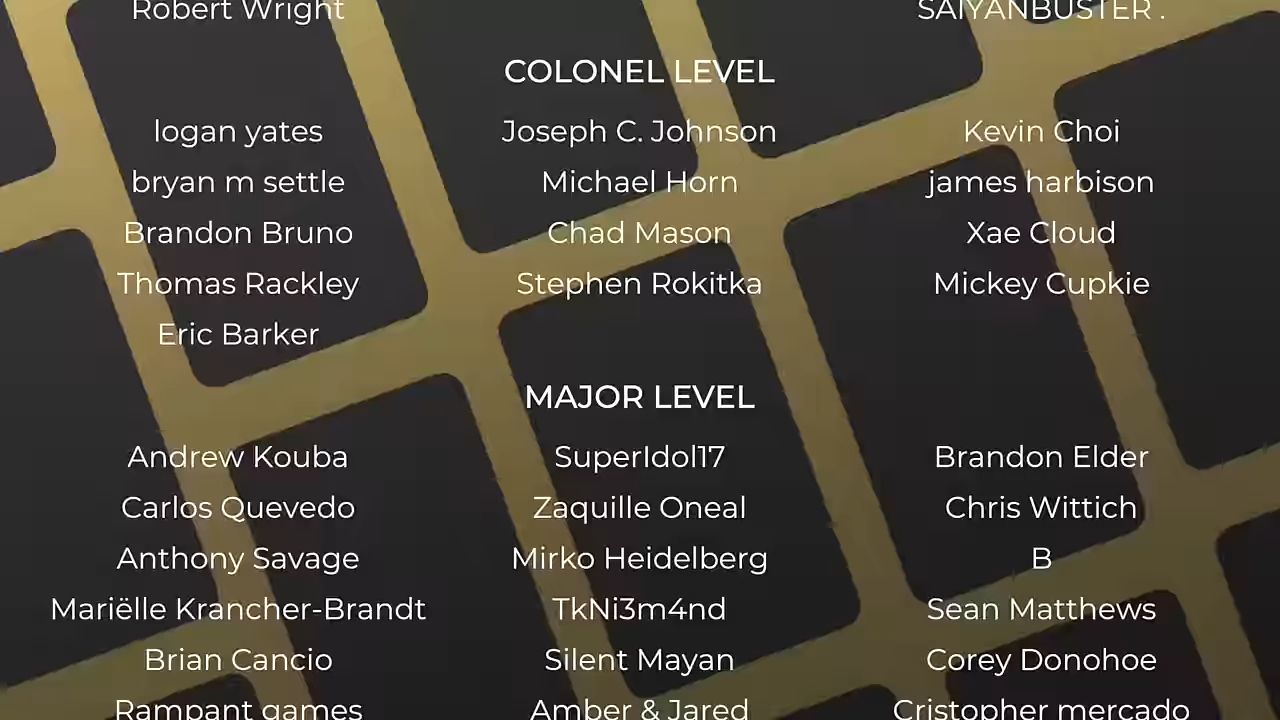 Robert Wright SAIYANBUSTER .
COLONEL LEVEL
logan yates Joseph C. Johnson Kevin Choi
bryan m settle Michael Horn james harbison
Brandon Bruno Chad Mason Xae Cloud
Thomas Rackley Stephen Rokitka Mickey Cupkie
Eric Barker
MAJOR LEVEL
Andrew Kouba SuperIdol17 Brandon Elder
Carlos Quevedo Zaquille Oneal Chris Wittich
Anthony Savage Mirko Heidelberg B
Mariëlle Krancher-Brandt TkNi3m4nd Sean Matthews
Brian Cancio Silent Mayan Corey Donohoe
Rampant games Amber & Jared Cristopher mercado